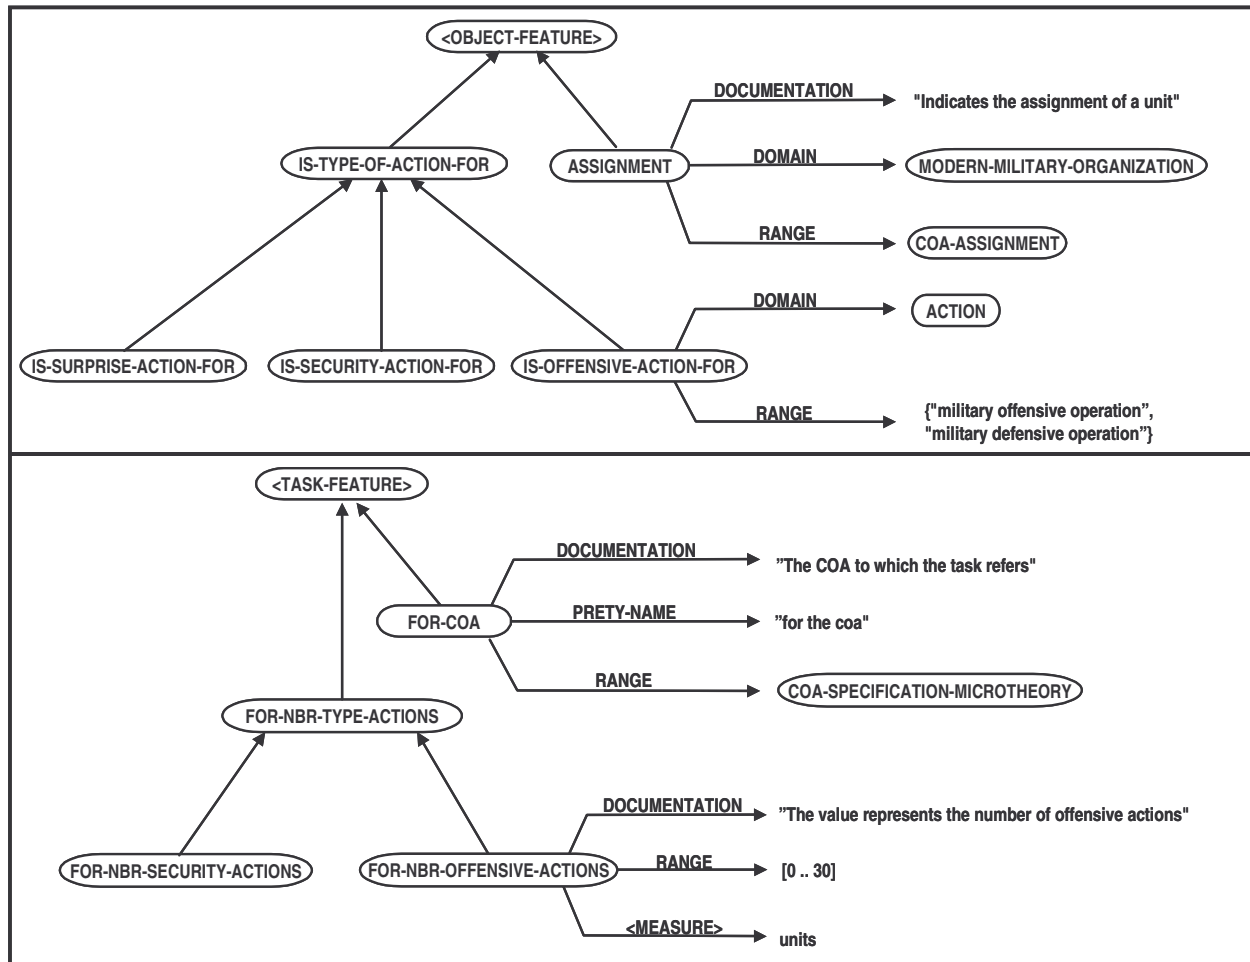 <OBJECT-FEATURE>
DOCUMENTATION
"Indicates the assignment of a unit"
IS-TYPE-OF-ACTION-FOR
ASSIGNMENT
DOMAIN
MODERN-MILITARY-ORGANIZATION
RANGE
COA-ASSIGNMENT
DOMAIN
ACTION
IS-SURPRISE-ACTION-FOR
IS-SECURITY-ACTION-FOR
IS-OFFENSIVE-ACTION-FOR
RANGE
{"military offensive operation”,
"military defensive operation”}
<TASK-FEATURE>
DOCUMENTATION
”The COA to which the task refers"
FOR-COA
PRETY-NAME
”for the coa"
RANGE
COA-SPECIFICATION-MICROTHEORY
FOR-NBR-TYPE-ACTIONS
DOCUMENTATION
”The value represents the number of offensive actions"
FOR-NBR-SECURITY-ACTIONS
FOR-NBR-OFFENSIVE-ACTIONS
RANGE
[0 .. 30]
<MEASURE>
units